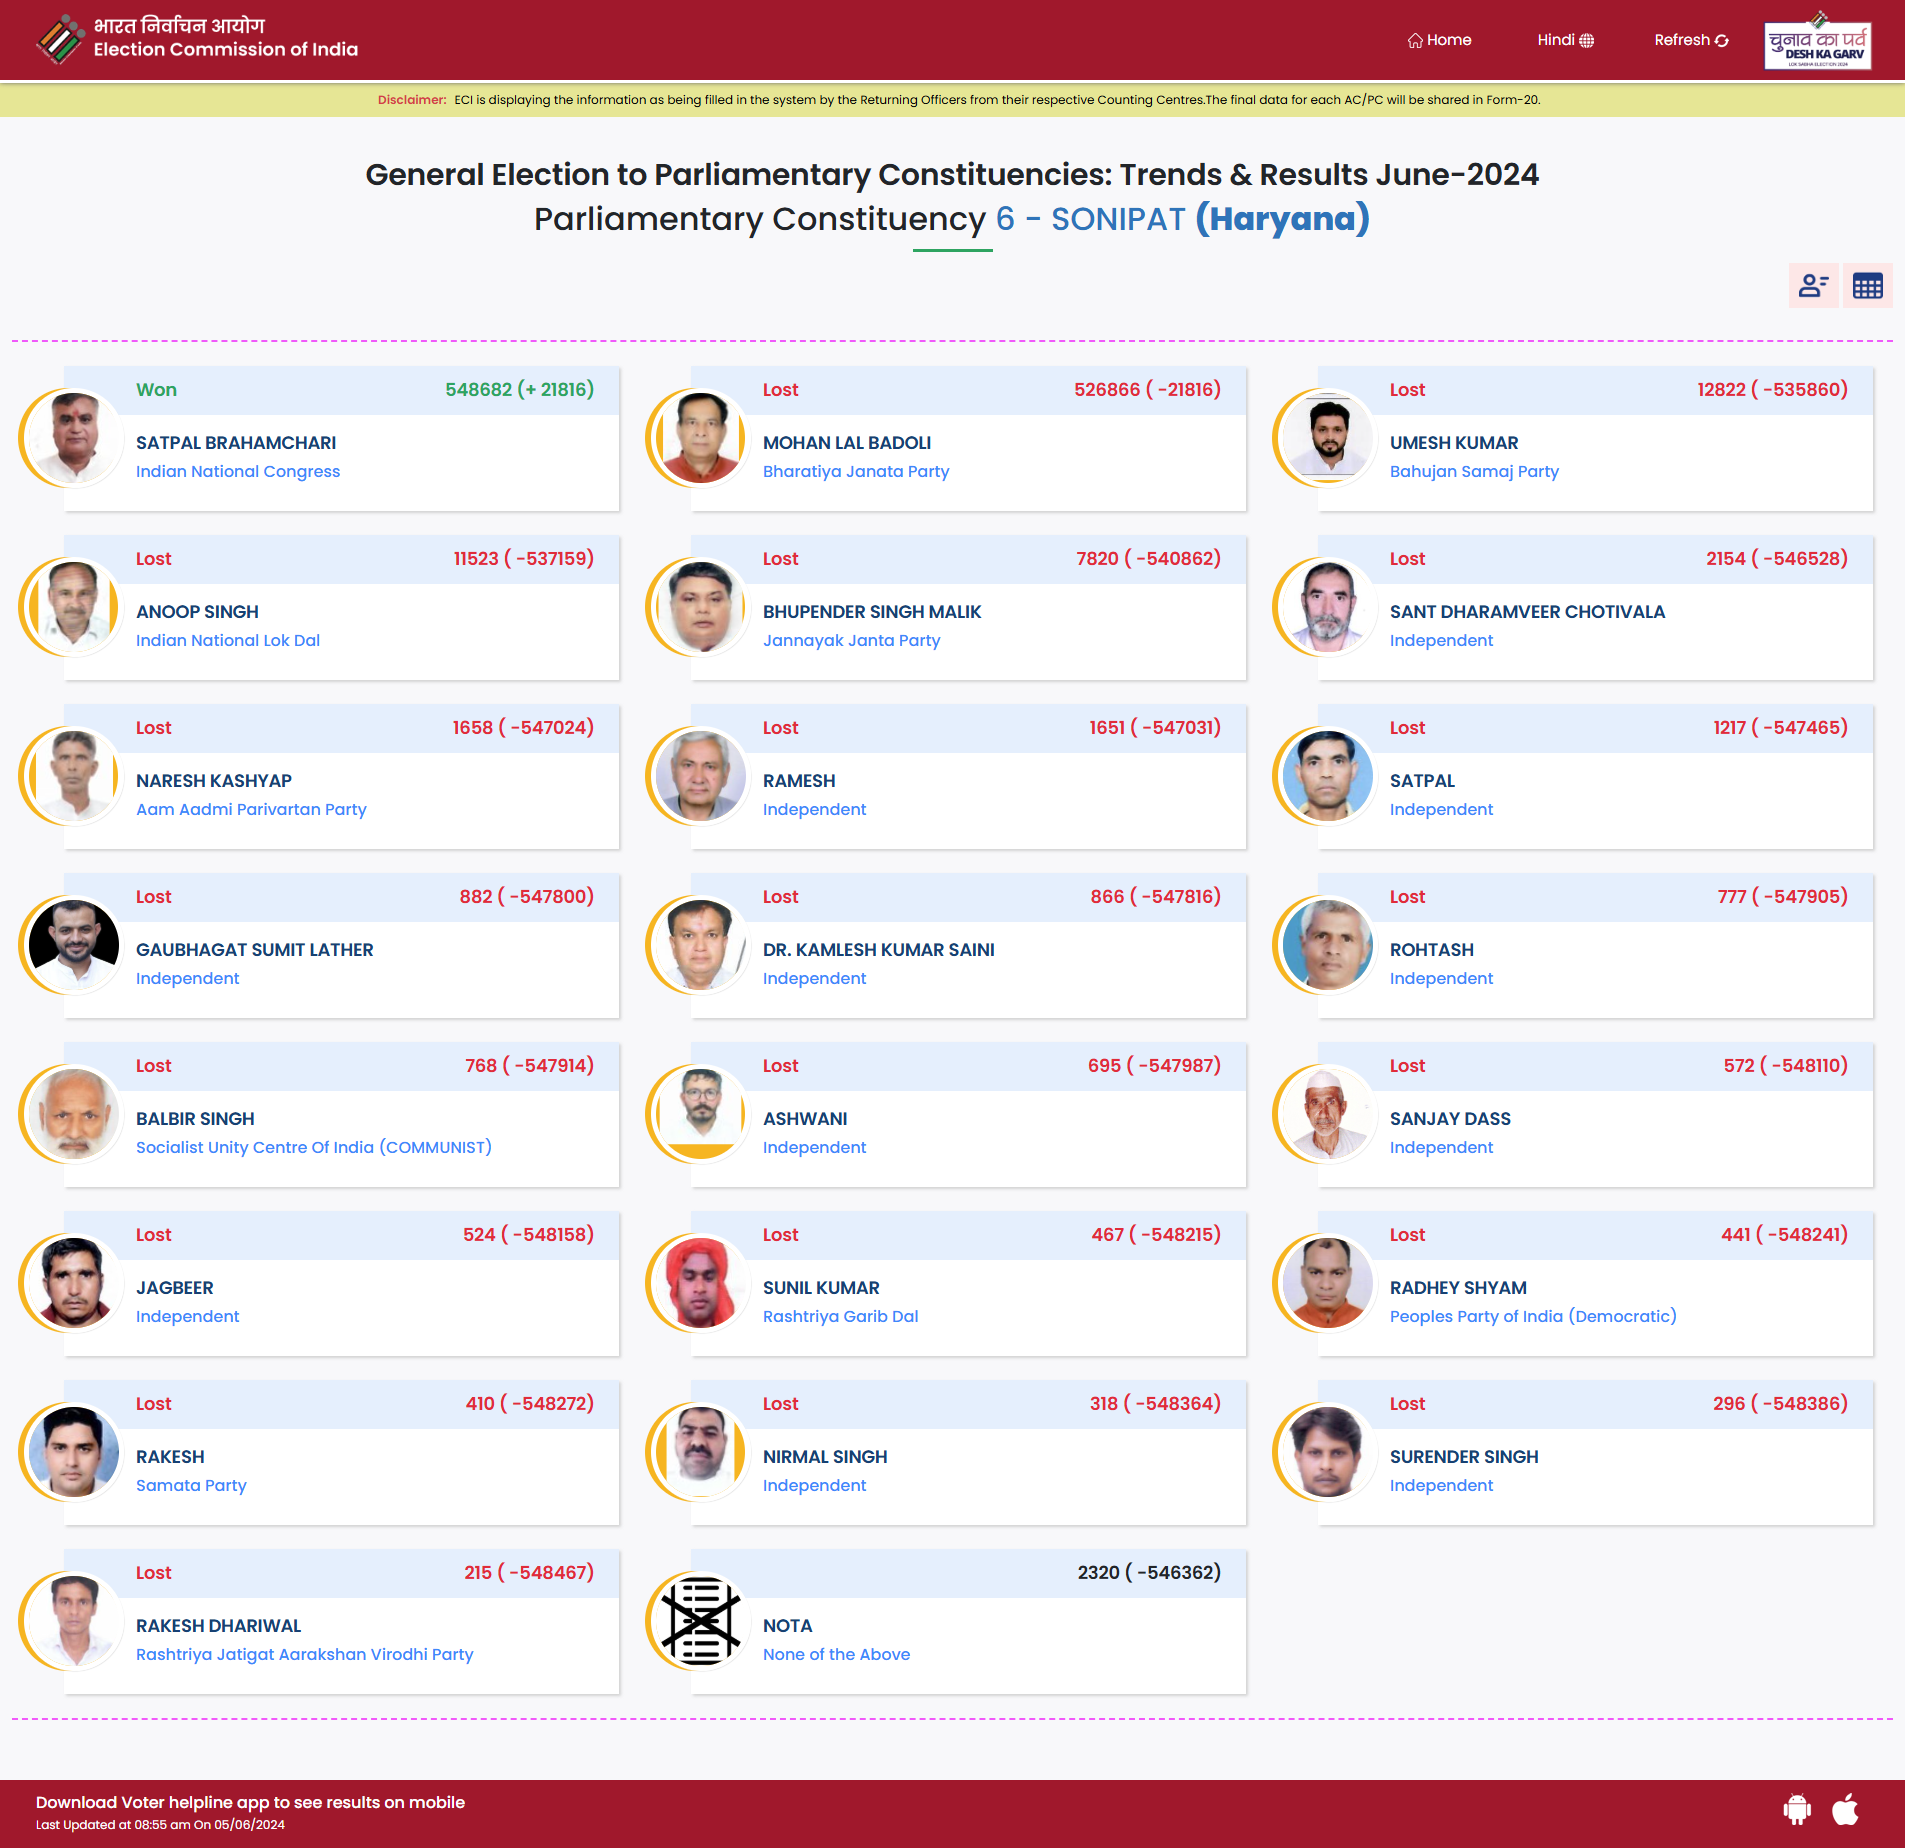 भारत निर्वाचन आयोग
Election Commission of India
Home
Hindi
Refresh
चुनाव का पर्व
DESH KA GARV
LOK SABHA ELECTION 2024
Disclaimer: ECI is displaying the information as being filled in the system by the Returning Officers from their respective Counting Centres.The final data for each AC/PC will be shared in Form-20.
General Election to Parliamentary Constituencies: Trends & Results June-2024
Parliamentary Constituency 6 - SONIPAT (Haryana)
Won 548682 (+ 21816)
SATPAL BRAHAMCHARI
Indian National Congress
Lost 526866 ( -21816)
MOHAN LAL BADOLI
Bharatiya Janata Party
Lost 12822 ( -535860)
UMESH KUMAR
Bahujan Samaj Party
Lost 11523 ( -537159)
ANOOP SINGH
Indian National Lok Dal
Lost 7820 ( -540862)
BHUPENDER SINGH MALIK
Jannayak Janta Party
Lost 2154 ( -546528)
SANT DHARAMVEER CHOTIVALA
Independent
Lost 1658 ( -547024)
NARESH KASHYAP
Aam Aadmi Parivartan Party
Lost 1651 ( -547031)
RAMESH
Independent
Lost 1217 ( -547465)
SATPAL
Independent
Lost 882 ( -547800)
GAUBHAGAT SUMIT LATHER
Independent
Lost 866 ( -547816)
DR. KAMLESH KUMAR SAINI
Independent
Lost 777 ( -547905)
ROHTASH
Independent
Lost 768 ( -547914)
BALBIR SINGH
Socialist Unity Centre Of India (COMMUNIST)
Lost 695 ( -547987)
ASHWANI
Independent
Lost 572 ( -548110)
SANJAY DASS
Independent
Lost 524 ( -548158)
JAGBEER
Independent
Lost 467 ( -548215)
SUNIL KUMAR
Rashtriya Garib Dal
Lost 441 ( -548241)
RADHEY SHYAM
Peoples Party of India (Democratic)
Lost 410 ( -548272)
RAKESH
Samata Party
Lost 318 ( -548364)
NIRMAL SINGH
Independent
Lost 296 ( -548386)
SURENDER SINGH
Independent
Lost 215 ( -548467)
RAKESH DHARIWAL
Rashtriya Jatigat Aarakshan Virodhi Party
2320 ( -546362)
NOTA
None of the Above
Download Voter helpline app to see results on mobile
Last Updated at 08:55 am On 05/06/2024